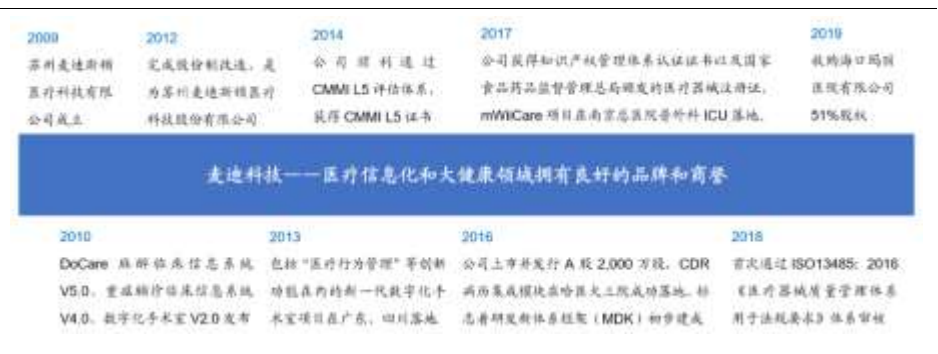 2009
苏州麦迪斯顿
医疗科技有限
公司成立
2012
完成股份制改造，更
为苏州麦迪斯顿医疗
科技股份有限公司
2014
公司顺利通过
CMMI L5 评估体系，
获得 CMMI L5 证书
2017
公司获得知识产权管理体系认证证书以及国家
食品药品监督管理总局颁发的医疗器械注册证，
mWiiCare 项目在南京总医院普外科 ICU 落地。
2019
收购海口玛丽
医院有限公司
51%股权
麦迪科技——医疗信息化和大健康领域拥有良好的品牌和商誉
2010
DoCare 麻醉临床信息系统
V5.0、重症监护临床信息系统
V4.0、数字化手术室 V2.0 发布
2013
包括“医疗行为管理”等创新
功能在内的新一代数字化手
术室项目在广东、四川落地
2016
公司上市并发行 A 股 2,000 万股，CDR
病历集成模块在哈医大三院成功落地。标
志着研发新体系框架（MDK）初步建成
2018
首次通过 ISO13485：2016
《医疗器械质量管理体系
用于法规要求》体系审核